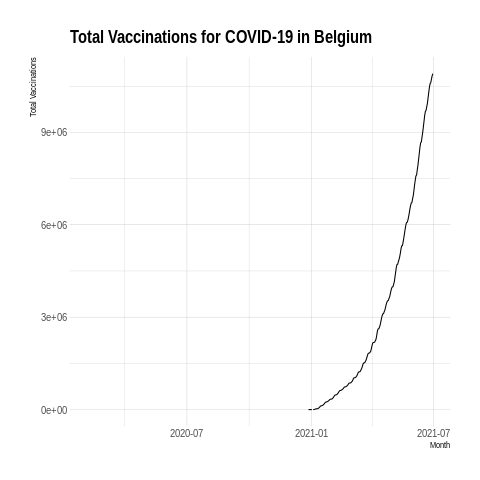 Total Vaccinations for COVID-19 in Belgium
Total Vaccinations
9e+06
6e+06
3e+06
0e+00
2020-07
2021-01
2021-07
Month